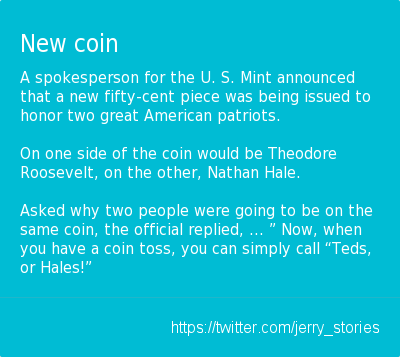 New coin
A spokesperson for the U. S. Mint announced
that a new fifty-cent piece was being issued to
honor two great American patriots.
On one side of the coin would be Theodore
Roosevelt, on the other, Nathan Hale.
Asked why two people were going to be on the
same coin, the official replied, ... ” Now, when
you have a coin toss, you can simply call “Teds,
or Hales!”
https://twitter.com/jerry_stories